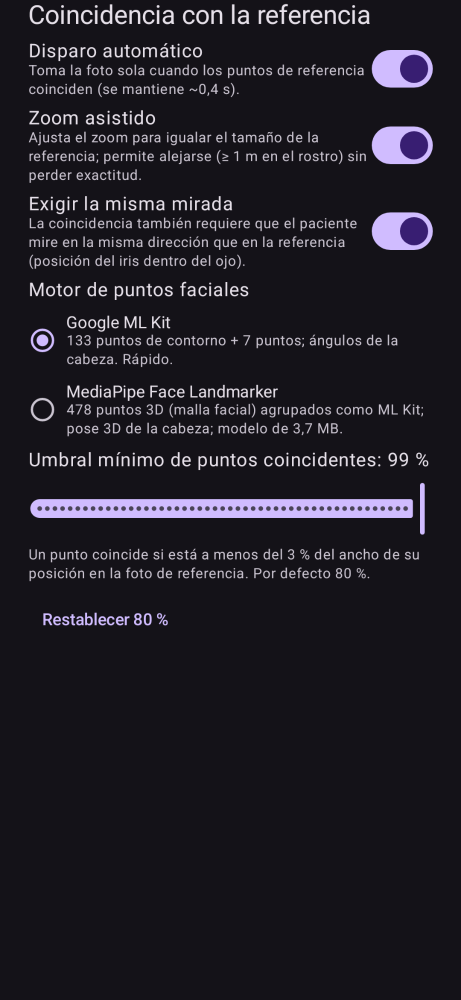 Coincidencia con la referencia
Disparo automático
Toma la foto sola cuando los puntos de referencia
coinciden (se mantiene ~0,4 s).
Zoom asistido
Ajusta el zoom para igualar el tamaño de la
referencia; permite alejarse (≥ 1 m en el rostro) sin
perder exactitud.
Exigir la misma mirada
La coincidencia también requiere que el paciente
mire en la misma dirección que en la referencia
(posición del iris dentro del ojo).
Motor de puntos faciales
Google ML Kit
133 puntos de contorno + 7 puntos; ángulos de la
cabeza. Rápido.
MediaPipe Face Landmarker
478 puntos 3D (malla facial) agrupados como ML Kit;
pose 3D de la cabeza; modelo de 3,7 MB.
Umbral mínimo de puntos coincidentes: 99 %
Un punto coincide si está a menos del 3 % del ancho de su
posición en la foto de referencia. Por defecto 80 %.
Restablecer 80 %